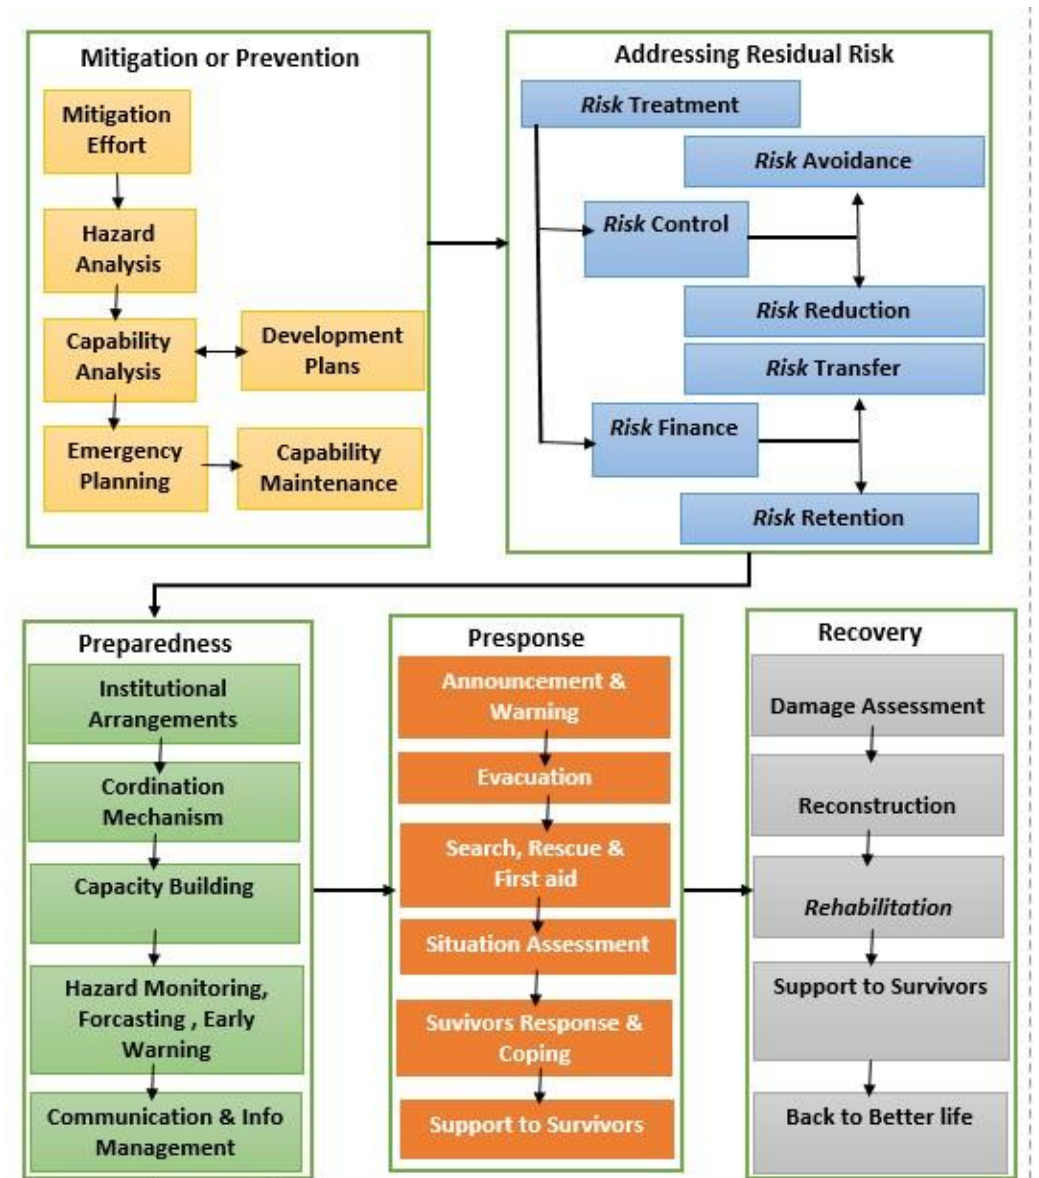 Mitigation or Prevention
Mitigation
Effort
Hazard
Analysis
Capability
Analysis
Development
Plans
Emergency
Planning
Capability
Maintenance
Addressing Residual Risk
Risk Treatment
Risk Avoidance
Risk Control
Risk Reduction
Risk Transfer
Risk Finance
Risk Retention
Preparedness
Institutional
Arrangements
Cordination
Mechanism
Capacity Building
Hazard Monitoring,
Forcasting , Early
Warning
Communication & Info
Management
Presponse
Announcement &
Warning
Evacuation
Search, Rescue &
First aid
Situation Assessment
Suvivors Response &
Coping
Support to Survivors
Recovery
Damage Assessment
Reconstruction
Rehabilitation
Support to Survivors
Back to Better life